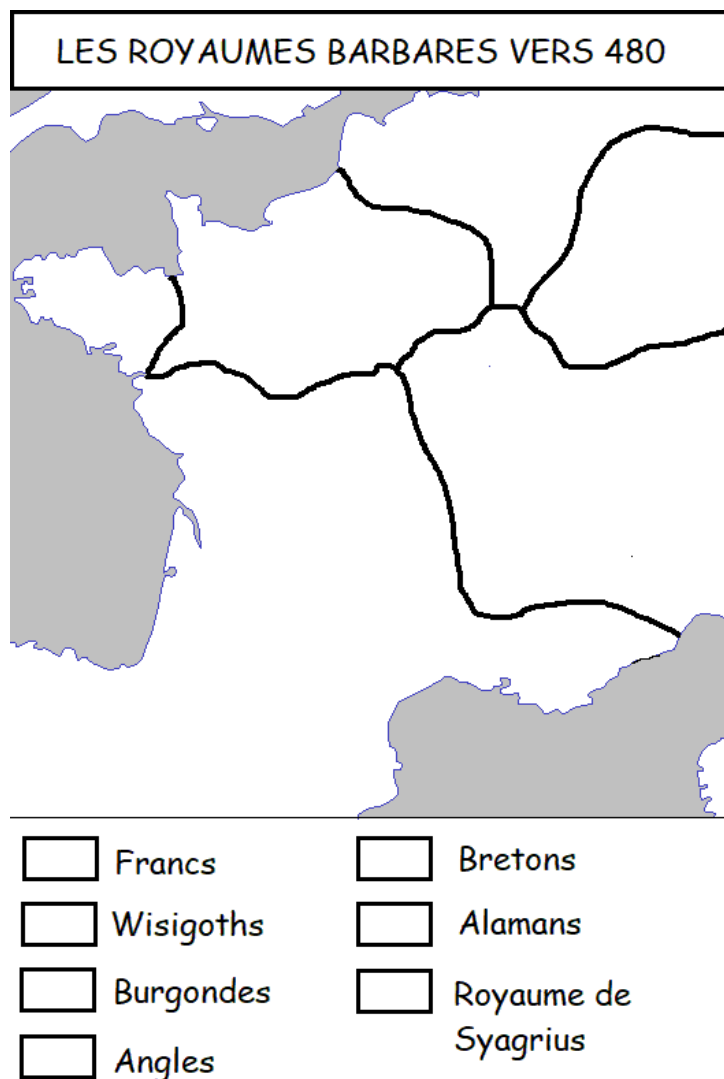 LES ROYAUMES BARBARES VERS 480
Francs
Wisigoths
Burgondes
Angles
Bretons
Alamans
Royaume de
Syagrius